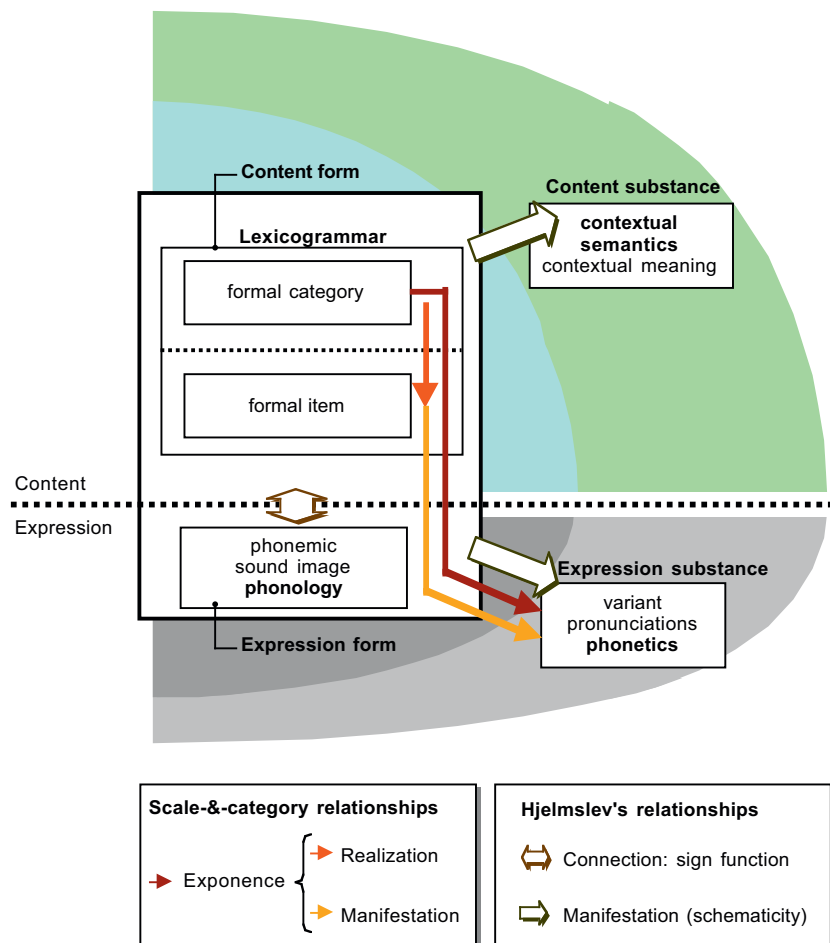 Content form
Content substance
contextual
semantics
contextual meaning
Lexicogrammar
formal category
formal item
Content
Expression
phonemic
sound image
phonology
Expression substance
variant
pronunciations
phonetics
Expression form
Scale-&-category relationships
Realization
Exponence
Manifestation
Hjelmslev's relationships
Connection: sign function
Manifestation (schematicity)